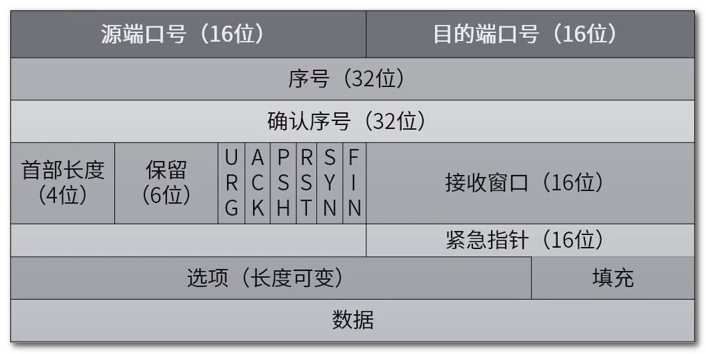 源端口号（16位） 目的端口号（16位）
序号（32位）
确认序号（32位）
首部长度（4位） 保留（6位） URG ACK PSH RST SYN FIN 接收窗口（16位）
紧急指针（16位）
选项（长度可变） 填充
数据